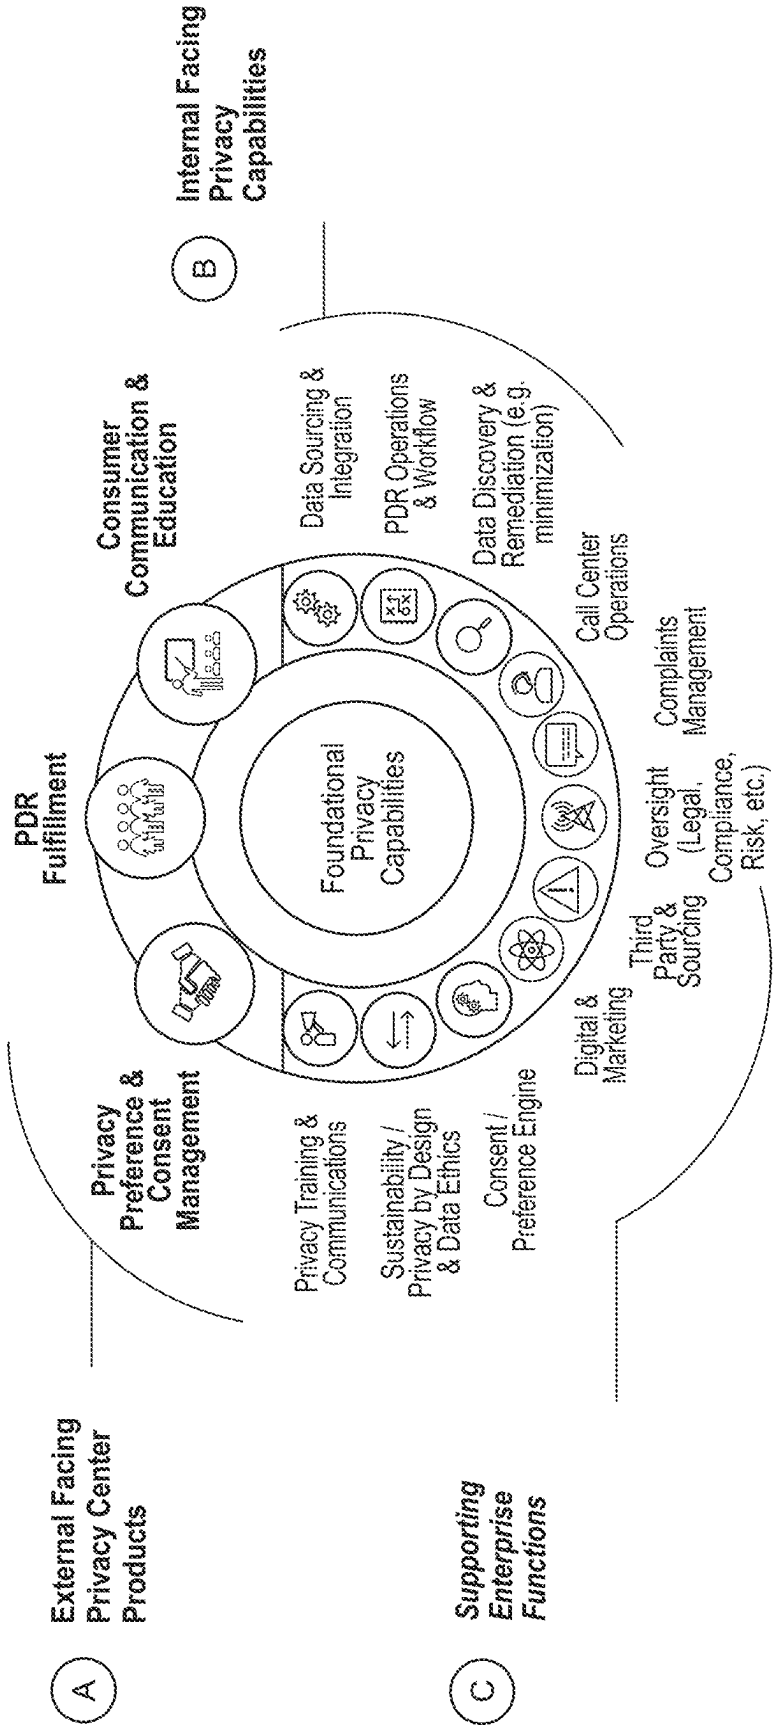 A
External Facing
Privacy Center
Products
Privacy
Preference &
Consent
Management
PDR
Fulfillment
Consumer
Communication &
Education
B
Internal Facing
Privacy
Capabilities
Foundational
Privacy
Capabilities
Data Sourcing &
Integration
PDR Operations
& Workflow
Data Discovery &
Remediation (e.g.
minimization)
Call Center
Operations
Complaints
Management
Oversight
(Legal,
Compliance,
Risk, etc.)
Third
Party &
Sourcing
Digital &
Marketing
Consent /
Preference Engine
Sustainability /
Privacy by Design
& Data Ethics
Privacy Training &
Communications
C
Supporting
Enterprise
Functions